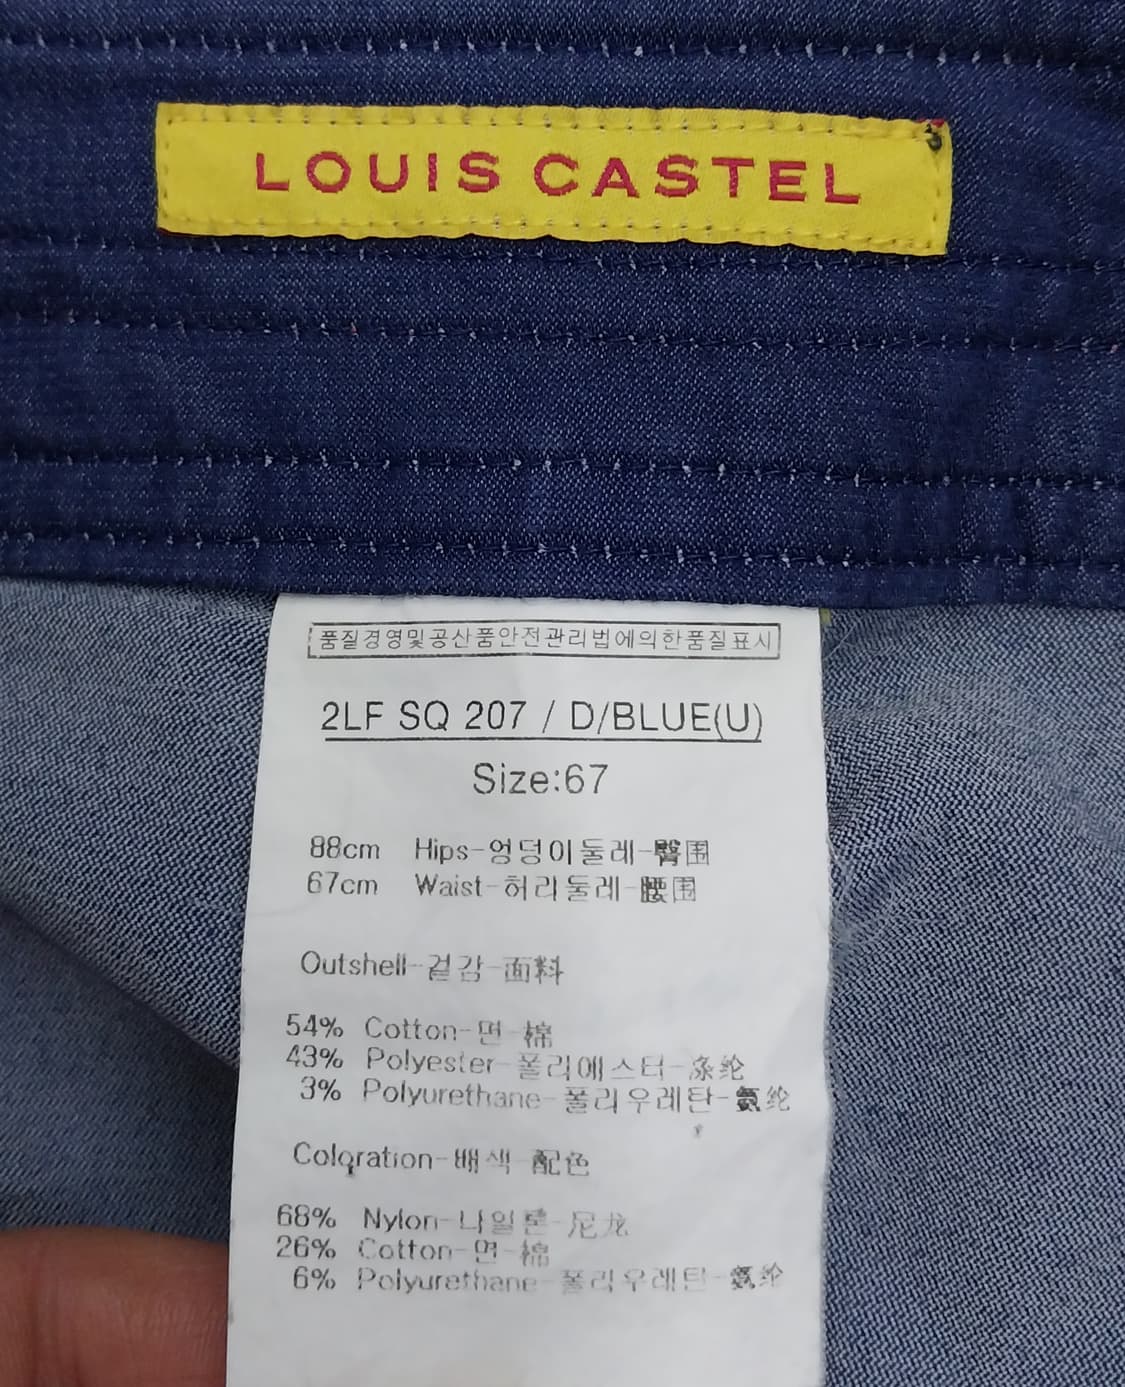 LOUIS CASTEL
품질경영및공산품안전관리법에의한품질표시
2LF SQ 207 / D/BLUE(U)
Size:67
88cm Hips-엉덩이둘레-臀围
67cm Waist-허리둘레-腰围
Outshell-겉감-面料
54% Cotton-면-棉
43% Polyester-폴리에스터-涤纶
3% Polyurethane-폴리우레탄-氨纶
Coloration-배색-配色
68% Nylon-나일론-尼龙
26% Cotton-면-棉
6% Polyurethane-폴리우레탄-氨纶